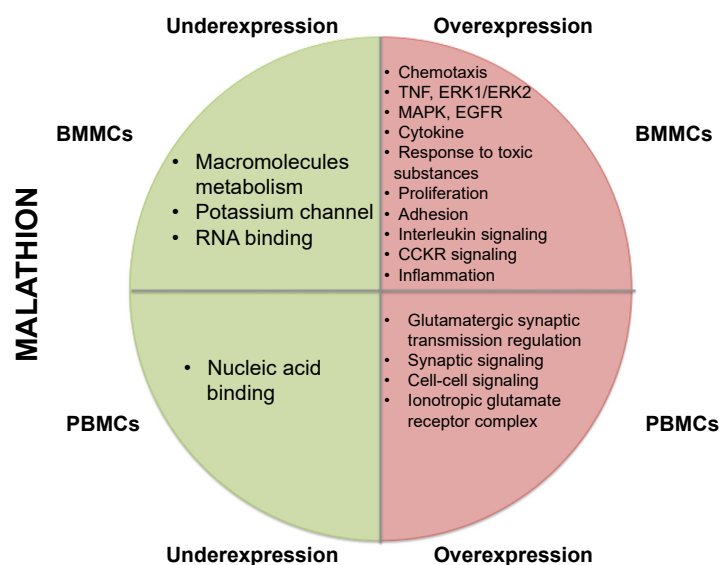 Underexpression
Overexpression
BMMCs
BMMCs
MALATHION
• Macromolecules
metabolism
• Potassium channel
• RNA binding
• Chemotaxis
• TNF, ERK1/ERK2
• MAPK, EGFR
• Cytokine
• Response to toxic
substances
• Proliferation
• Adhesion
• Interleukin signaling
• CCKR signaling
• Inflammation
• Nucleic acid
binding
• Glutamatergic synaptic
transmission regulation
• Synaptic signaling
• Cell-cell signaling
• Ionotropic glutamate
receptor complex
PBMCs
PBMCs
Underexpression
Overexpression